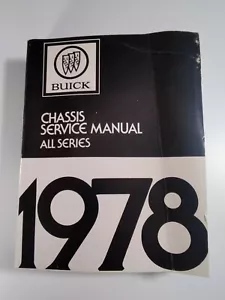 BUICK
CHASSIS
SERVICE MANUAL
ALL SERIES
1978